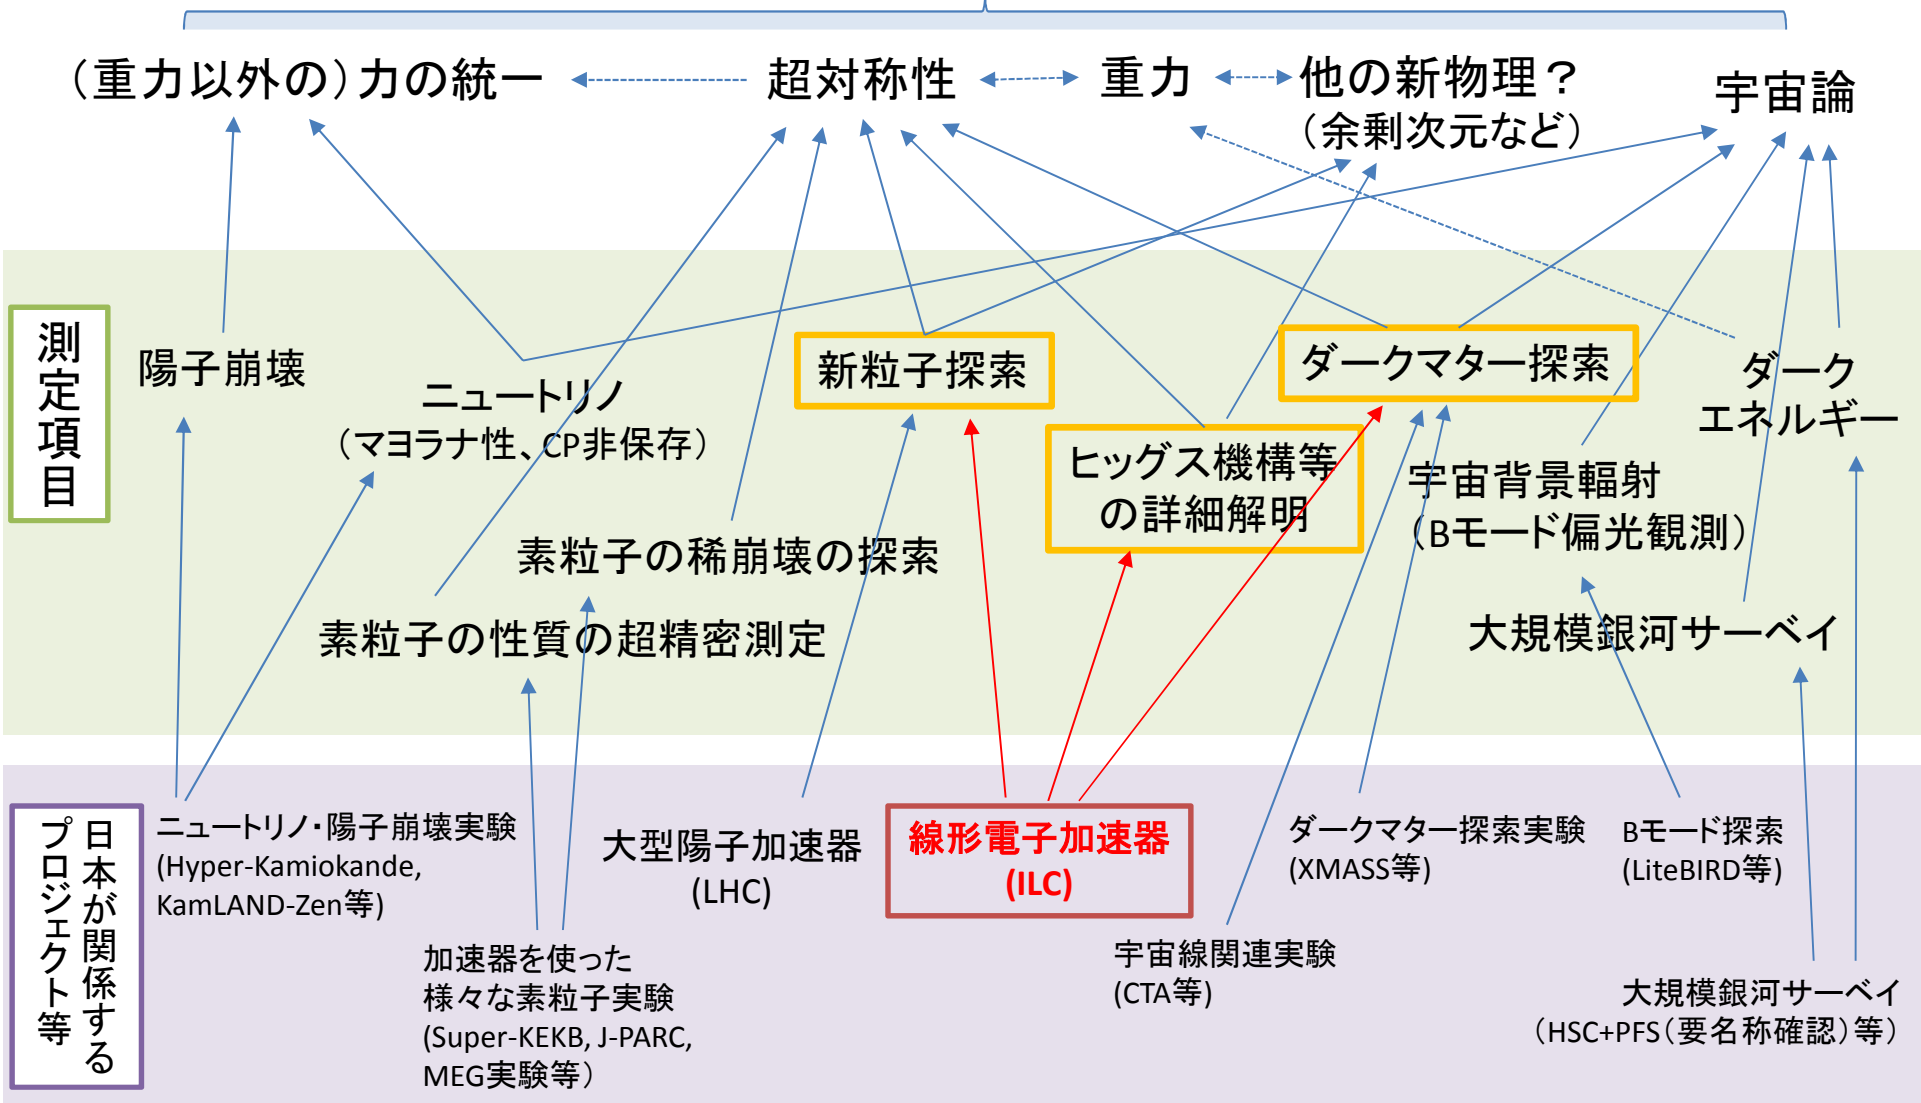 （重力以外の）力の統一
超対称性
重力
他の新物理？
（余剰次元など）
宇宙論
測定項目
陽子崩壊
ニュートリノ
（マヨラナ性、CP非保存）
新粒子探索
ダークマター探索
ダーク
エネルギー
ヒッグス機構等
の詳細解明
宇宙背景輻射
（Bモード偏光観測）
素粒子の稀崩壊の探索
素粒子の性質の超精密測定
大規模銀河サーベイ
日本が関係する
プロジェクト等
ニュートリノ・陽子崩壊実験
(Hyper-Kamiokande,
KamLAND-Zen等)
加速器を使った
様々な素粒子実験
(Super-KEKB, J-PARC,
MEG実験等）
大型陽子加速器
(LHC)
線形電子加速器
(ILC)
宇宙線関連実験
(CTA等)
ダークマター探索実験
(XMASS等)
Bモード探索
(LiteBIRD等)
大規模銀河サーベイ
（HSC+PFS（要名称確認）等）